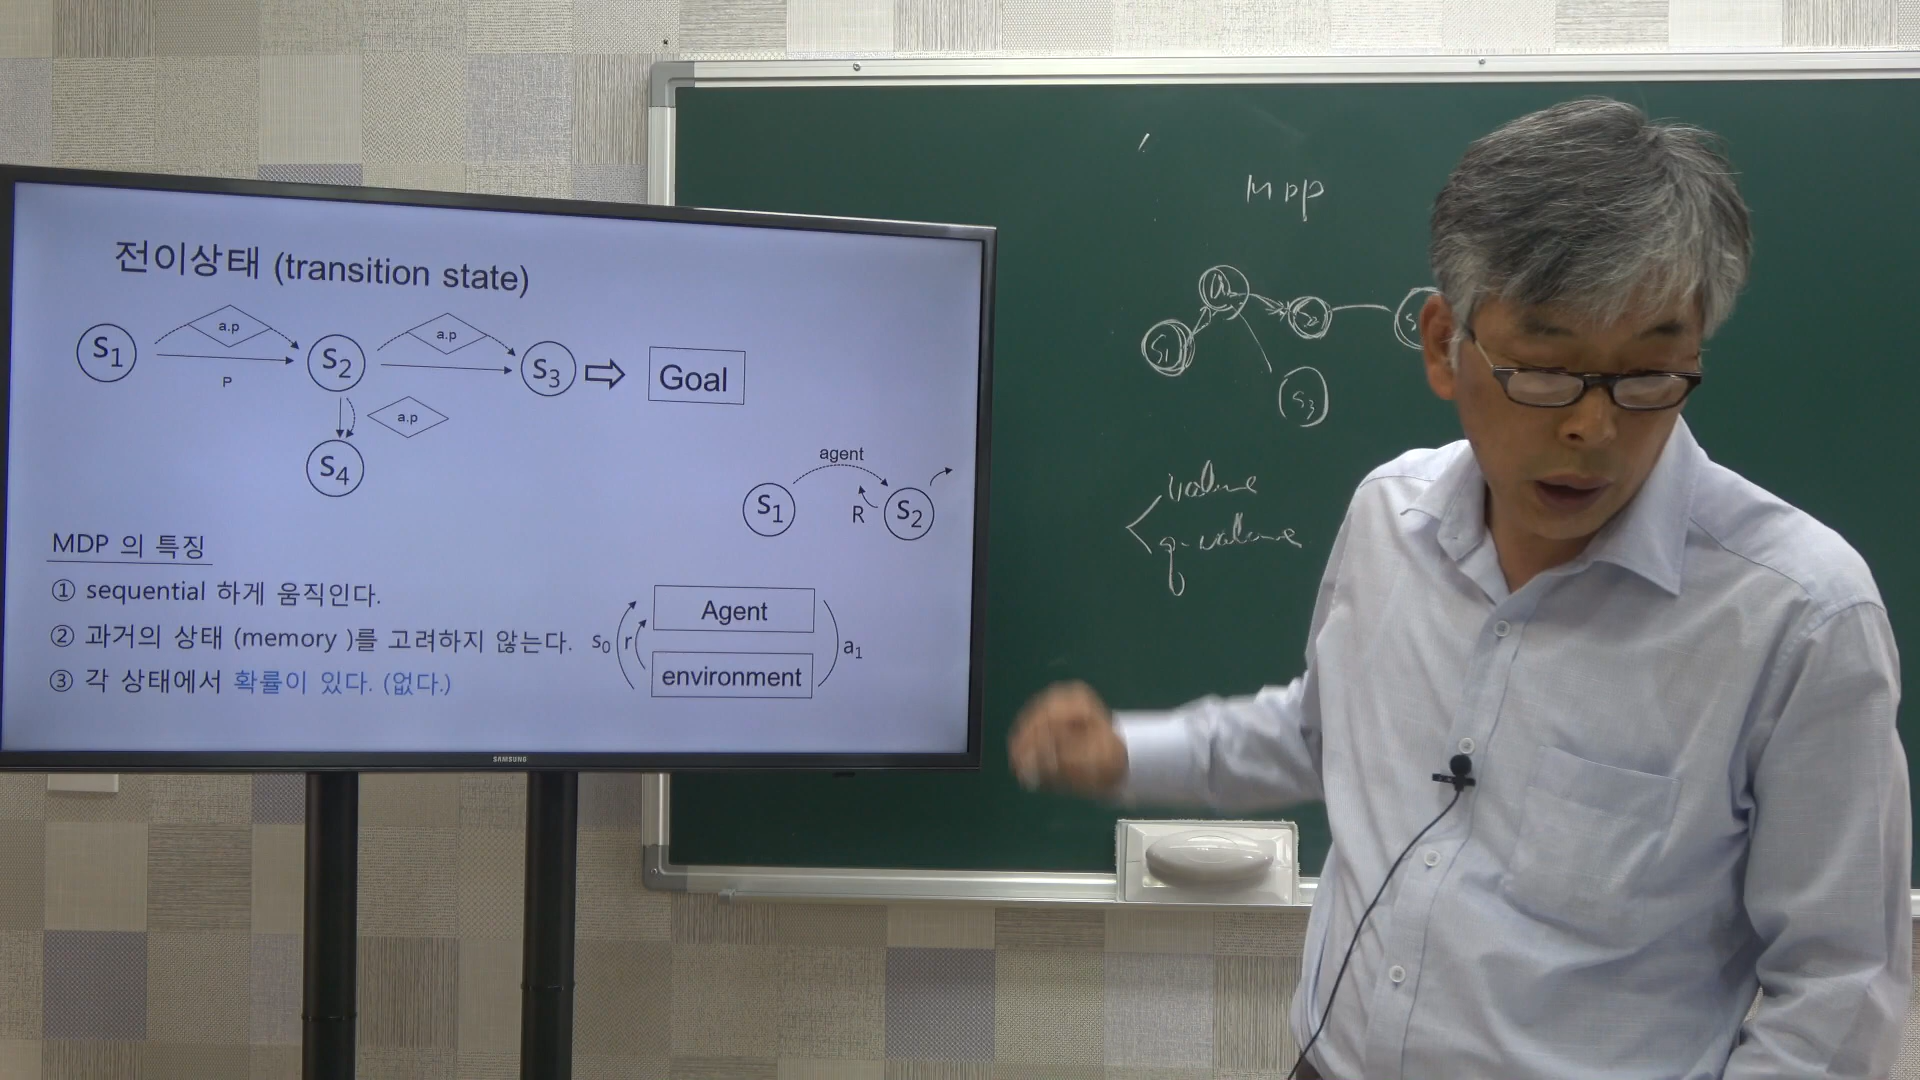 전이상태 (transition state)
S1
a.p
P
S2
a.p
S3
Goal
a.p
S4
agent
S1
R
S2
MDP 의 특징
① sequential 하게 움직인다.
② 과거의 상태 (memory )를 고려하지 않는다.
③ 각 상태에서 확률이 있다. (없다.)
s0
r
Agent
environment
a1
SAMSUNG
MDP
S1
S2
S3
value
q-value